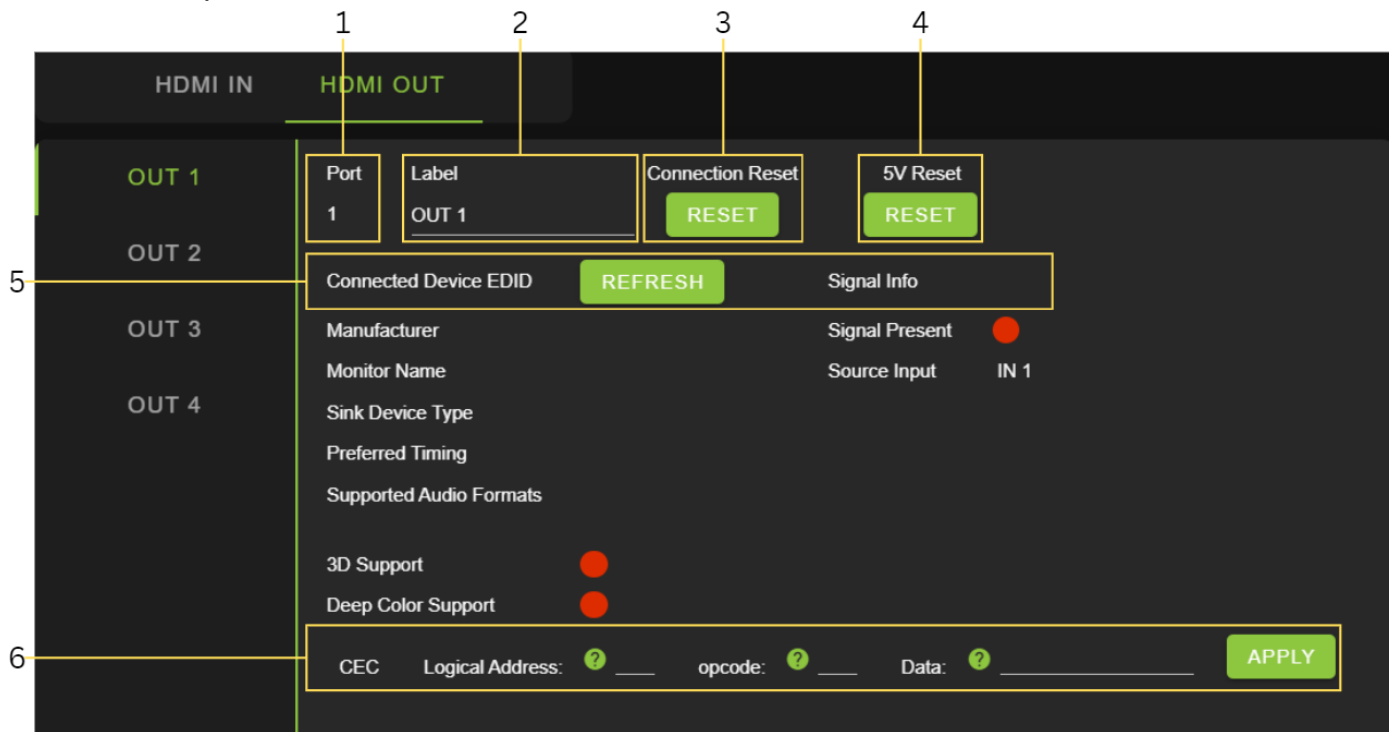 1 2 3 4
HDMI IN HDMI OUT
OUT 1 Port Label Connection Reset 5V Reset
1 OUT 1 RESET RESET
OUT 2
5 Connected Device EDID REFRESH Signal Info
OUT 3 Manufacturer Signal Present
Monitor Name Source Input IN 1
OUT 4 Sink Device Type
Preferred Timing
Supported Audio Formats
3D Support
Deep Color Support
6 CEC Logical Address: ? opcode: ? Data: ? APPLY